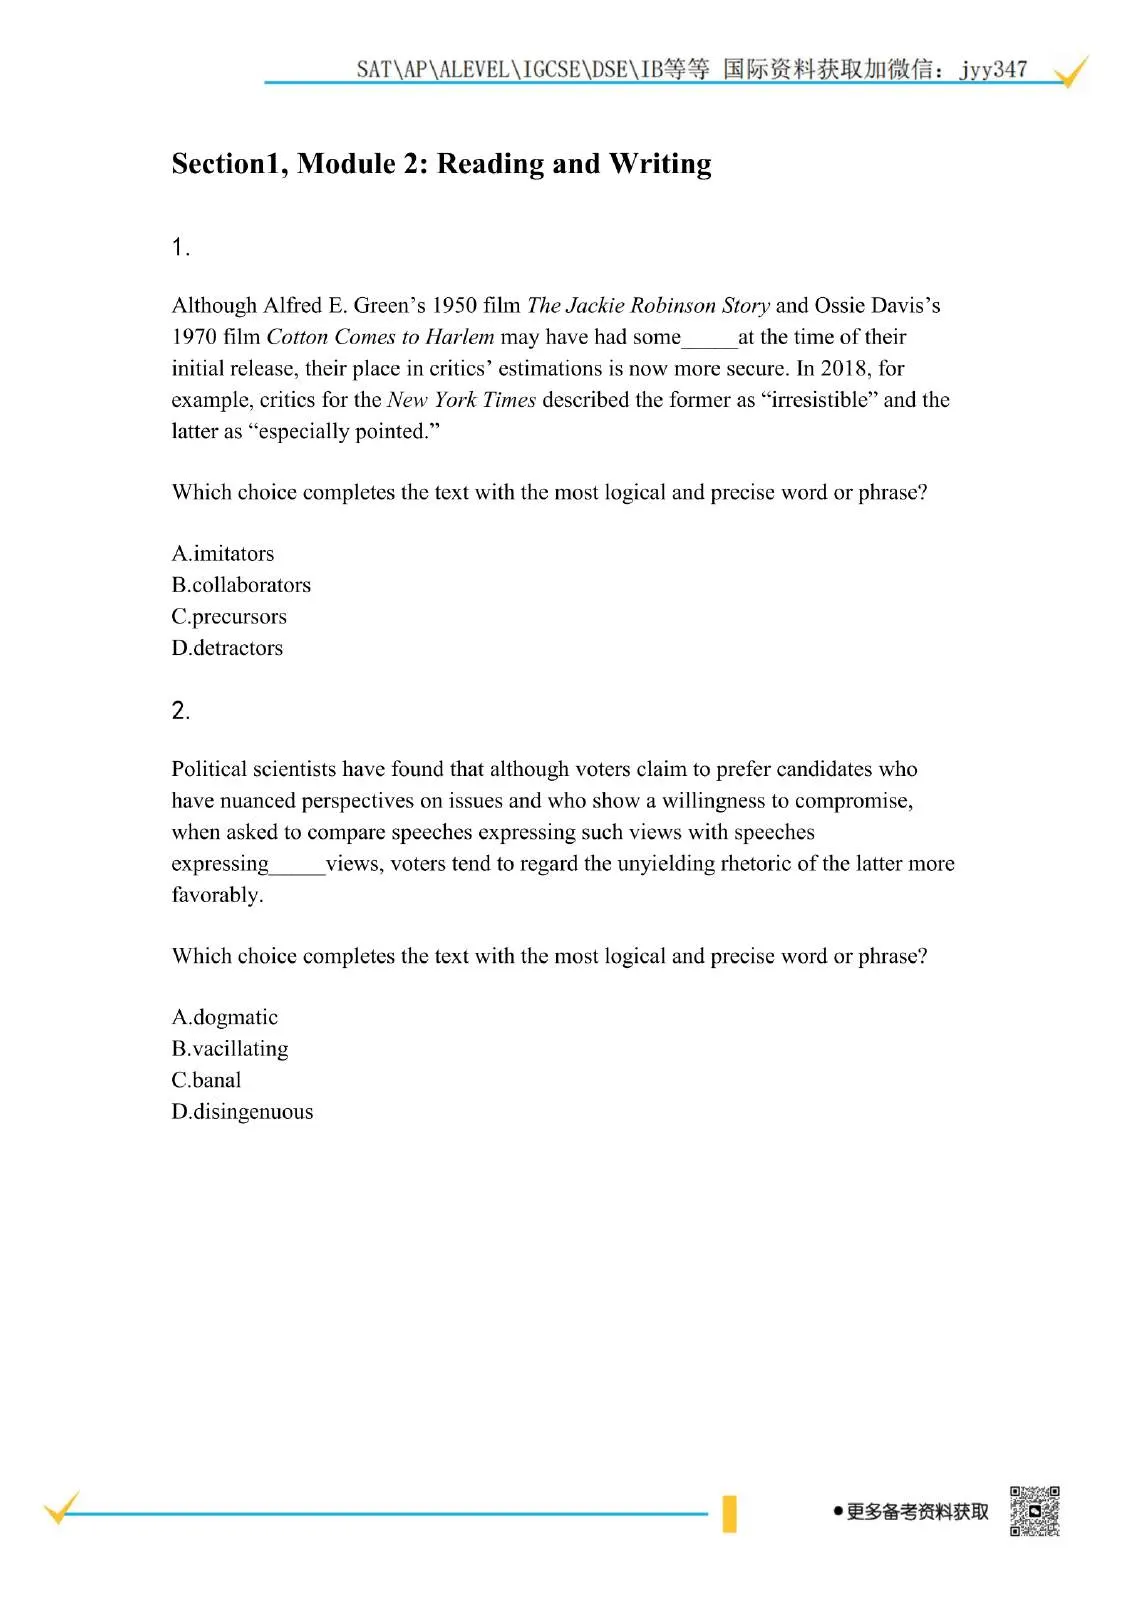 SAT\AP\ALEVEL\IGCSE\DSE\IB等等 国际资料获取加微信：jyy347
Section1, Module 2: Reading and Writing
1.
Although Alfred E. Green’s 1950 film The Jackie Robinson Story and Ossie Davis’s
1970 film Cotton Comes to Harlem may have had some_____at the time of their
initial release, their place in critics’ estimations is now more secure. In 2018, for
example, critics for the New York Times described the former as “irresistible” and the
latter as “especially pointed.”
Which choice completes the text with the most logical and precise word or phrase?
A.imitators
B.collaborators
C.precursors
D.detractors
2.
Political scientists have found that although voters claim to prefer candidates who
have nuanced perspectives on issues and who show a willingness to compromise,
when asked to compare speeches expressing such views with speeches
expressing_____views, voters tend to regard the unyielding rhetoric of the latter more
favorably.
Which choice completes the text with the most logical and precise word or phrase?
A.dogmatic
B.vacillating
C.banal
D.disingenuous
●更多备考资料获取